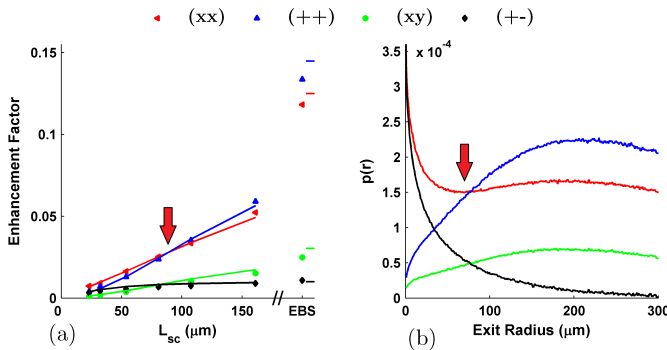 (xx) (++) (xy) (+-)
0.15
0.1
0.05
0
Enhancement Factor
0 50 100 150 EBS
L_sc (μm)
(a)
x 10^-4
3.5
3
2.5
2
1.5
1
0.5
0
p(r)
0 100 200 300
Exit Radius (μm)
(b)